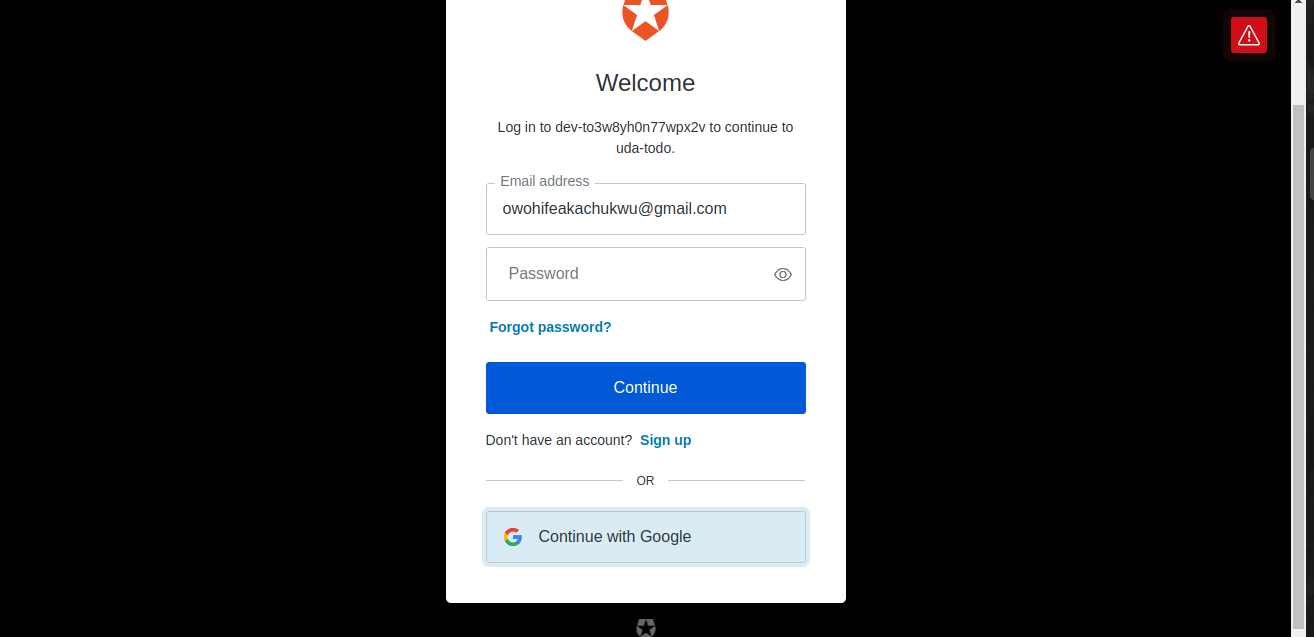 Welcome
Log in to dev-to3w8yh0n77wpx2v to continue to
uda-todo.
Email address
owohifeakachukwu@gmail.com
Password
Forgot password?
Continue
Don't have an account? Sign up
OR
Continue with Google